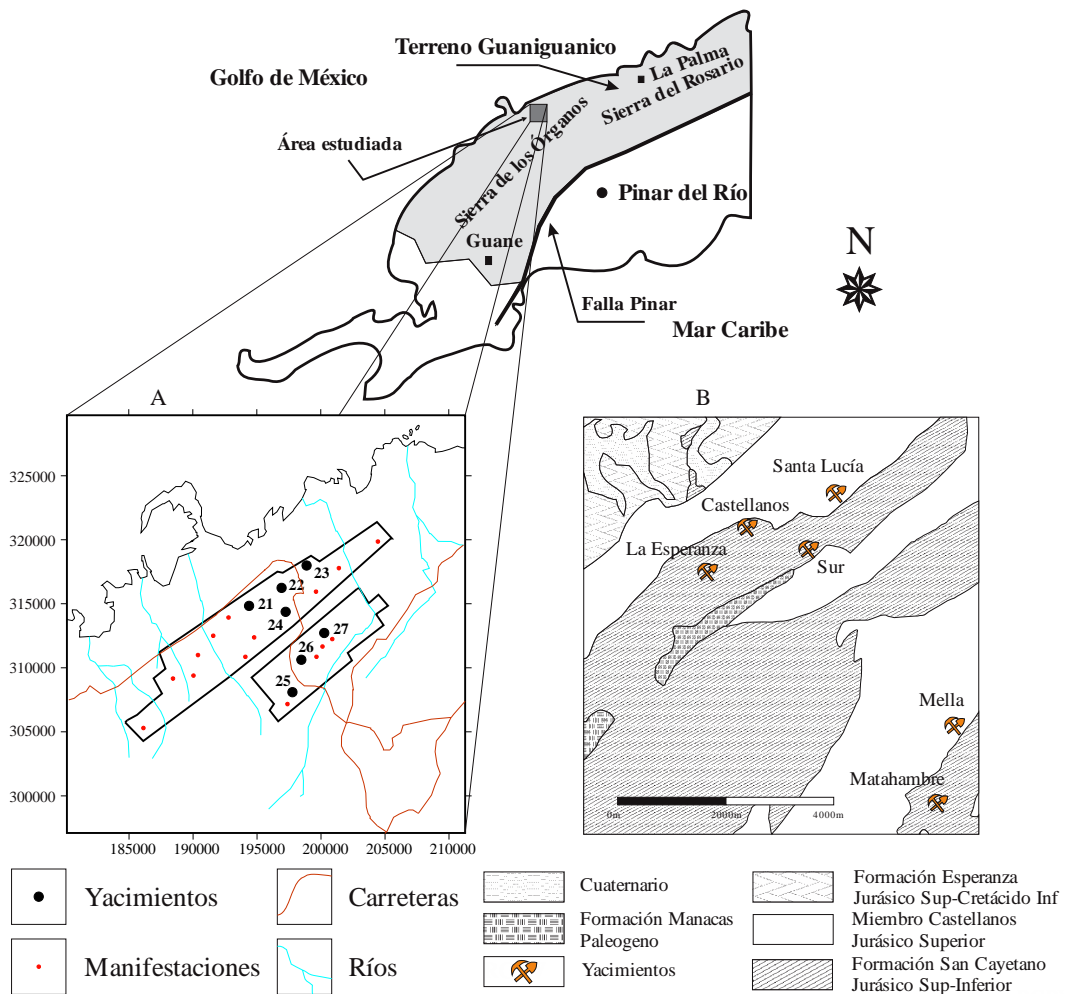 Terreno Guaniguanico
Golfo de México
La Palma
Sierra del Rosario
Área estudiada
Sierra de los Órganos
Pinar del Río
Guane
N
Falla Pinar
Mar Caribe
A
325000
320000
315000
310000
305000
300000
185000
190000
195000
200000
205000
210000
23
22
21
24
27
26
25
B
Santa Lucía
Castellanos
La Esperanza
Sur
Mella
Matahambre
0m
2000m
4000m
Yacimientos
Carreteras
Manifestaciones
Ríos
Cuaternario
Formación Manacas
Paleogeno
Yacimientos
Formación Esperanza
Jurásico Sup-Cretácido Inf
Miembro Castellanos
Jurásico Superior
Formación San Cayetano
Jurásico Sup-Inferior